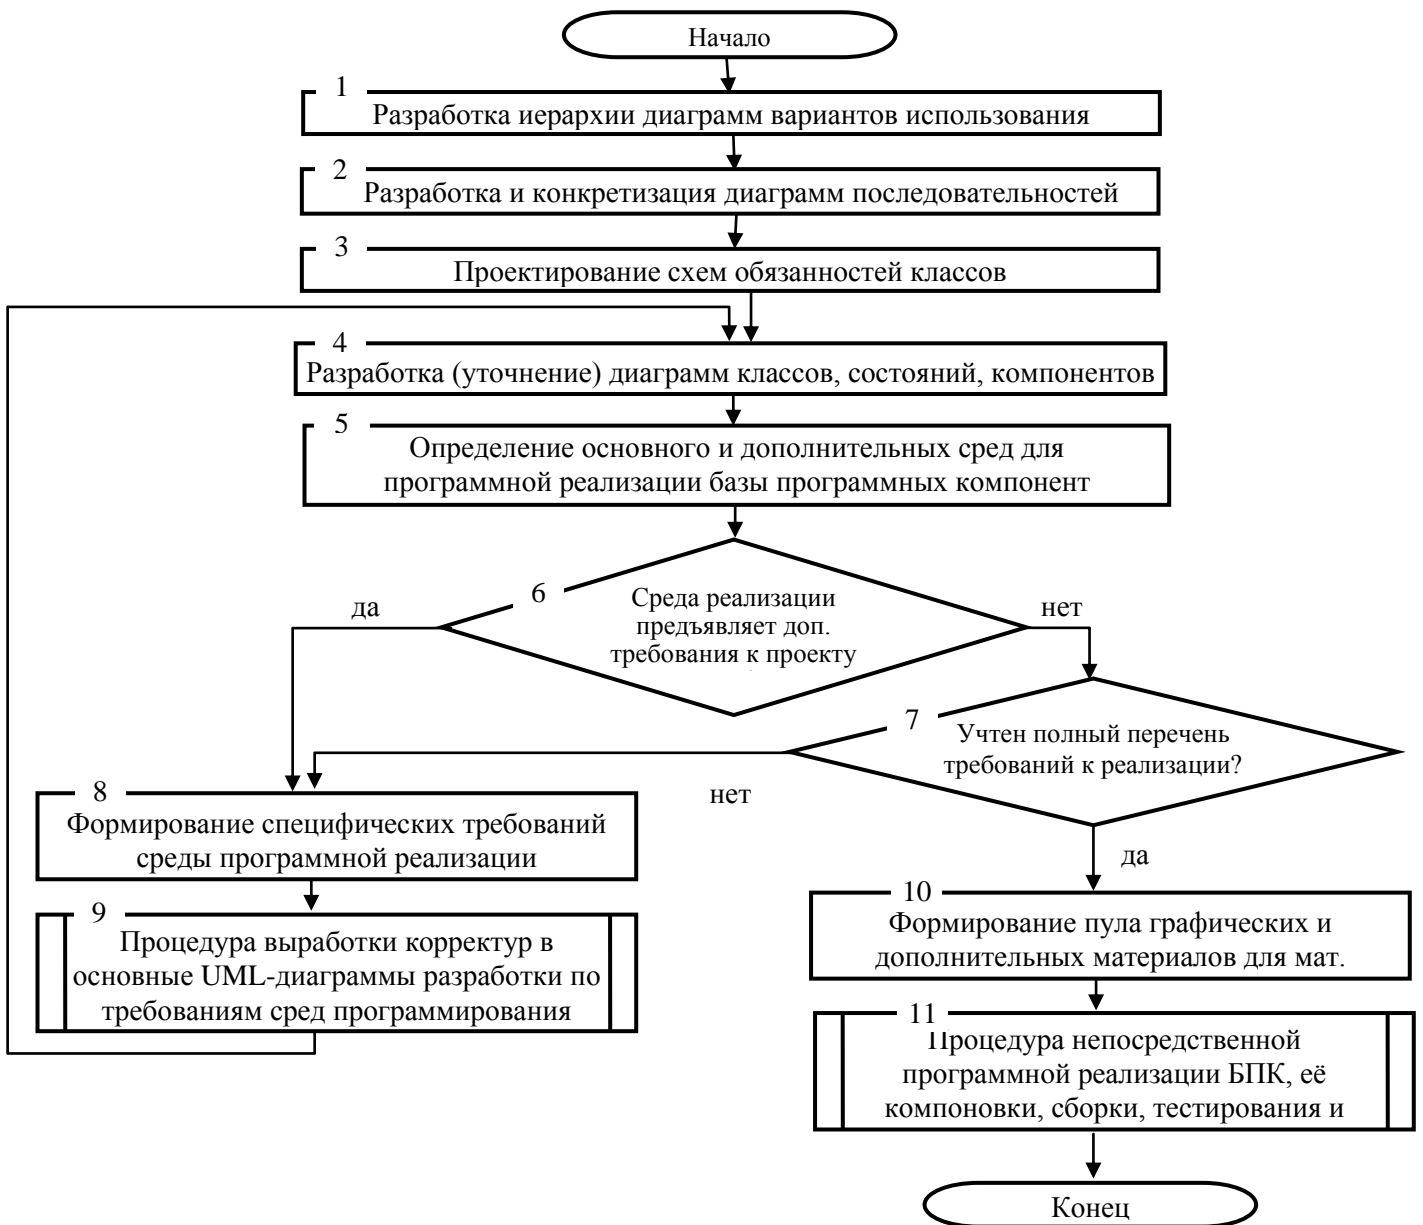 Начало
1
Разработка иерархии диаграмм вариантов использования
2
Разработка и конкретизация диаграмм последовательностей
3
Проектирование схем обязанностей классов
4
Разработка (уточнение) диаграмм классов, состояний, компонентов
5
Определение основного и дополнительных сред для
программной реализации базы программных компонент
6
Среда реализации
предъявляет доп.
требования к проекту
да
нет
7
Учтен полный перечень
требований к реализации?
нет
да
8
Формирование специфических требований
среды программной реализации
9
Процедура выработки корректур в
основные UML-диаграммы разработки по
требованиям сред программирования
10
Формирование пула графических и
дополнительных материалов для мат.
11
Процедура непосредственной
программной реализации БПК, её
компоновки, сборки, тестирования и
Конец